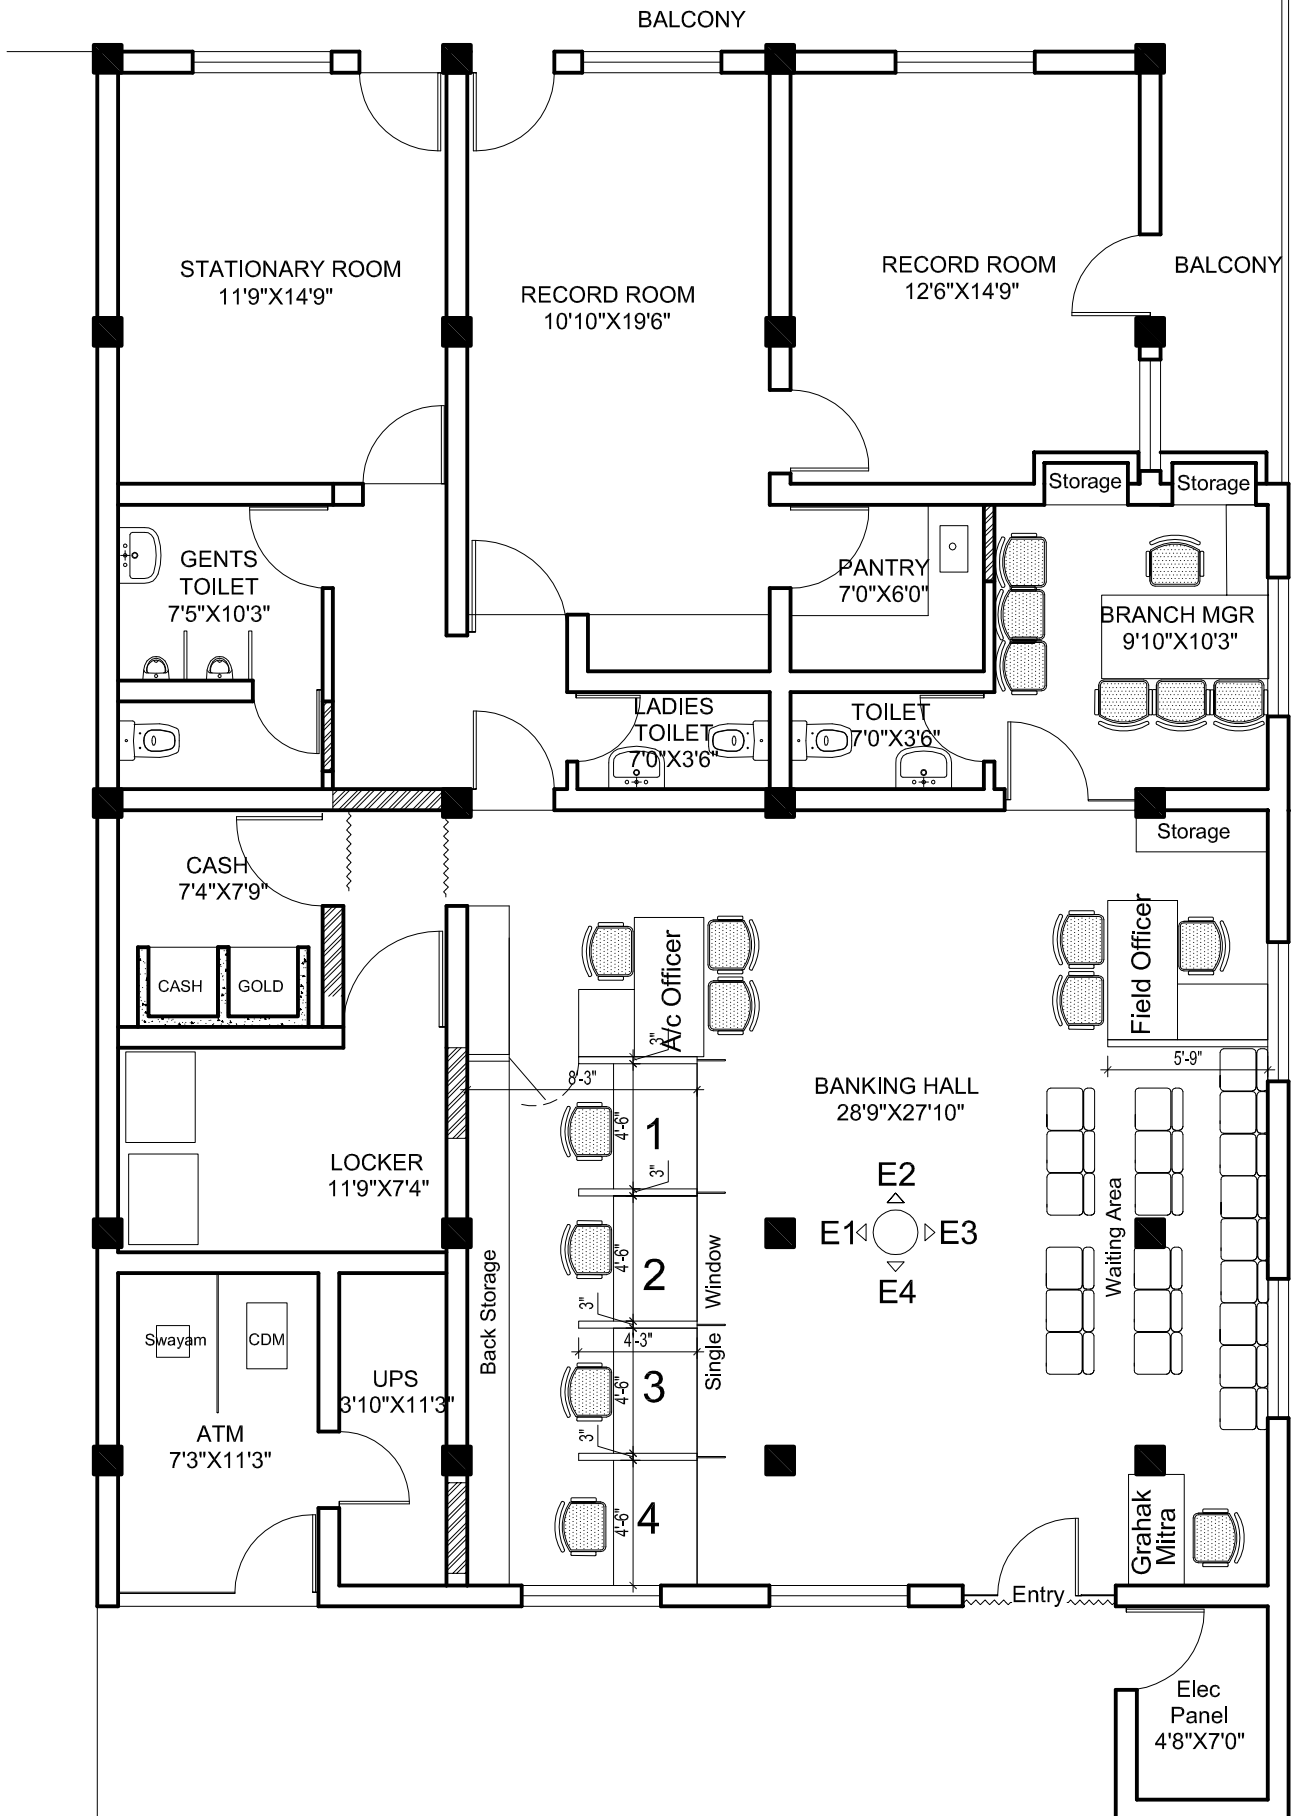 BALCONY
STATIONARY ROOM
11'9"X14'9"
RECORD ROOM
10'10"X19'6"
RECORD ROOM
12'6"X14'9"
BALCONY
Storage
Storage
GENTS
TOILET
7'5"X10'3"
PANTRY
7'0"X6'0"
BRANCH MGR
9'10"X10'3"
LADIES
TOILET
7'0"X3'6"
TOILET
7'0"X3'6"
CASH
7'4"X7'9"
Storage
CASH
GOLD
A/c Officer
Field Officer
3"
8'-3"
5'-9"
BANKING HALL
28'9"X27'10"
4'-6"
1
3"
LOCKER
11'9"X7'4"
E2
E1
E3
E4
Waiting Area
4'-6"
2
3"
Back Storage
Single Window
4'-3"
Swayam
CDM
UPS
3'10"X11'3"
4'-6"
3
3"
ATM
7'3"X11'3"
4'-6"
4
Grahak
Mitra
Entry
Elec
Panel
4'8"X7'0"